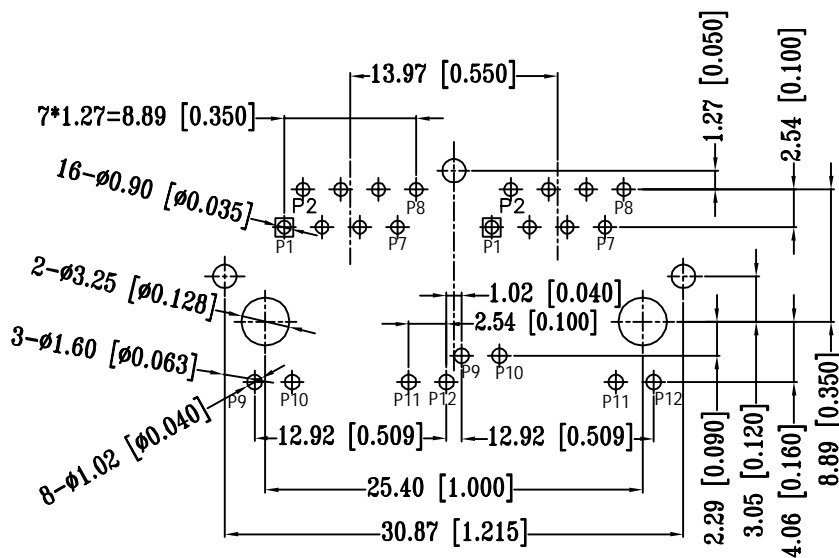 13.97 [0.550]
1.27 [0.050]
2.54 [0.100]
7*1.27=8.89 [0.350]
16-ø0.90 [ø0.035]
P2
P8
P2
P8
P1
P7
P1
P7
2-ø3.25 [ø0.128]
1.02 [0.040]
2.54 [0.100]
3-ø1.60 [ø0.063]
P9
P10
P9
P10
P11
P12
P11
P12
8-ø1.02 [ø0.040]
12.92 [0.509]
12.92 [0.509]
25.40 [1.000]
30.87 [1.215]
2.29 [0.090]
3.05 [0.120]
4.06 [0.160]
8.89 [0.350]